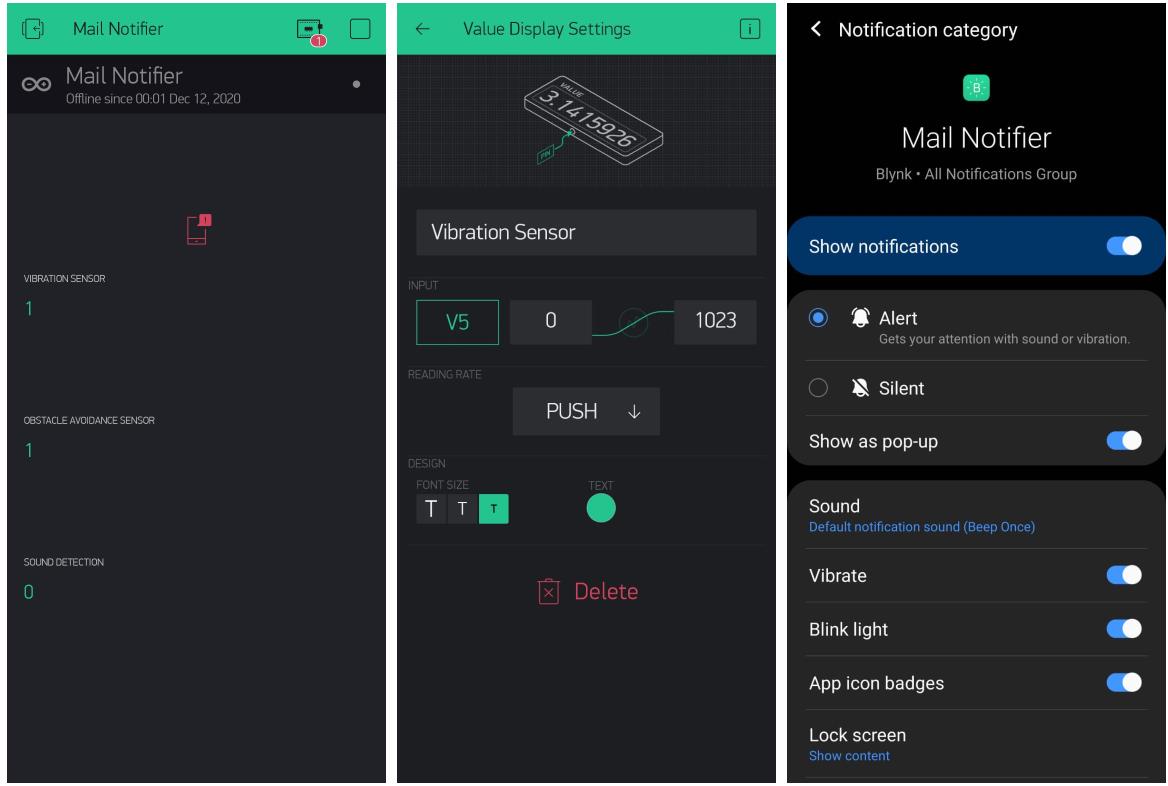 Mail Notifier
1
Mail Notifier
Offline since 00:01 Dec 12, 2020
1
VIBRATION SENSOR
1
OBSTACLE AVOIDANCE SENSOR
1
SOUND DETECTION
0
Value Display Settings
i
VALUE
3.1415926
PIN
Vibration Sensor
INPUT
V5 0 1023
READING RATE
PUSH ↓
DESIGN
FONT SIZE TEXT
T T T
Delete
Notification category
B
Mail Notifier
Blynk • All Notifications Group
Show notifications
Alert
Gets your attention with sound or vibration.
Silent
Show as pop-up
Sound
Default notification sound (Beep Once)
Vibrate
Blink light
App icon badges
Lock screen
Show content